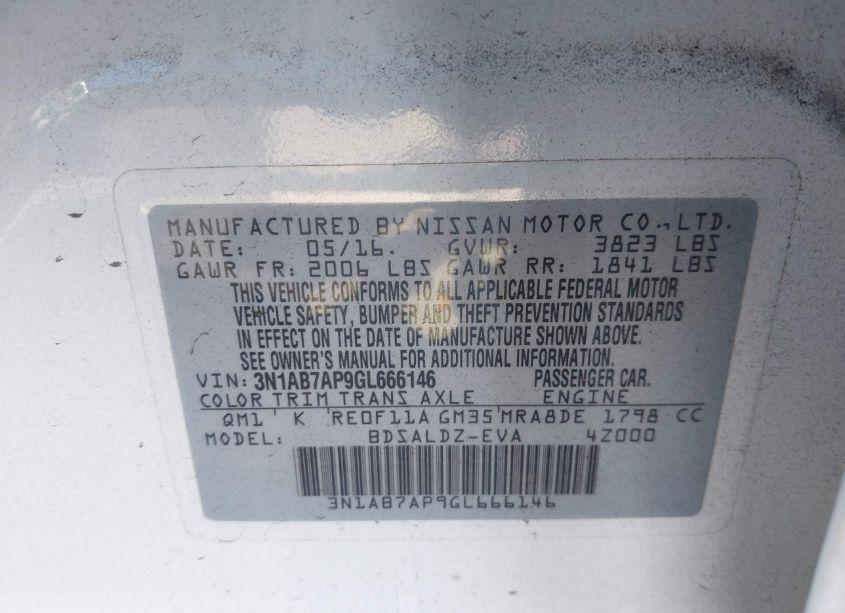 MANUFACTURED BY NISSAN MOTOR CO., LTD.
DATE: 05/16. GVWR: 3823 LBS
GAWR FR: 2006 LBS GAWR RR: 1841 LBS
THIS VEHICLE CONFORMS TO ALL APPLICABLE FEDERAL MOTOR
VEHICLE SAFETY, BUMPER AND THEFT PREVENTION STANDARDS
IN EFFECT ON THE DATE OF MANUFACTURE SHOWN ABOVE.
SEE OWNER'S MANUAL FOR ADDITIONAL INFORMATION.
VIN: 3N1AB7AP9GL666146 PASSENGER CAR.
COLOR TRIM TRANS AXLE ENGINE
QM1 K RE0F11A GM35 MRA8DE 1798 CC
MODEL: BDSALDZ-EVA 4Z000
3N1AB7AP9GL666146